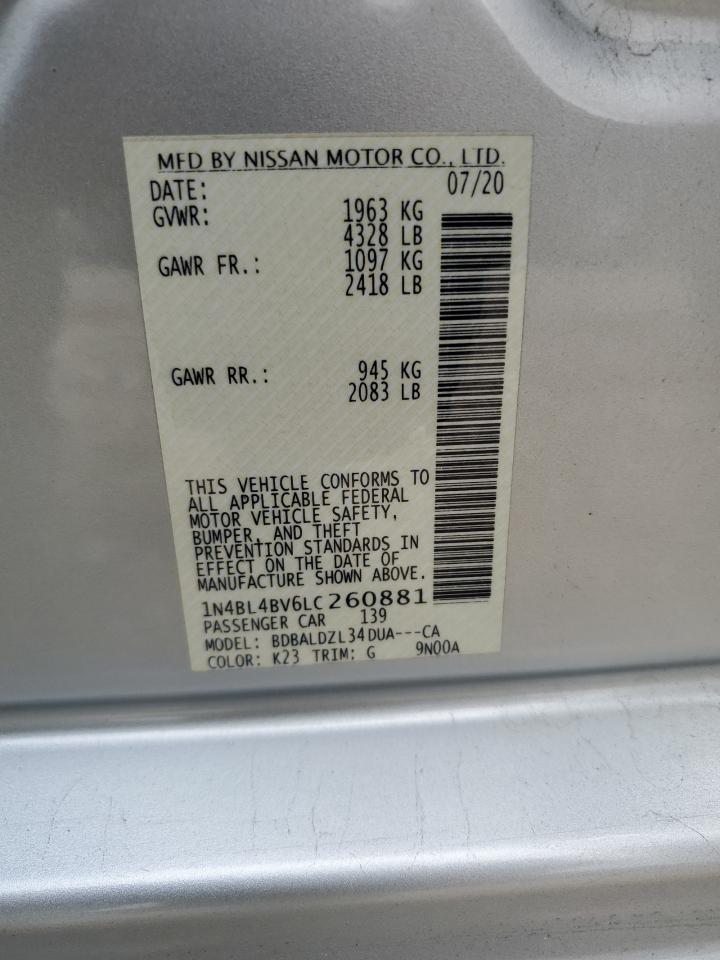 MFD BY NISSAN MOTOR CO., LTD.
DATE: 07/20
GVWR: 1963 KG
4328 LB
GAWR FR.: 1097 KG
2418 LB
GAWR RR.: 945 KG
2083 LB
THIS VEHICLE CONFORMS TO
ALL APPLICABLE FEDERAL
MOTOR VEHICLE SAFETY,
BUMPER, AND THEFT
PREVENTION STANDARDS IN
EFFECT ON THE DATE OF
MANUFACTURE SHOWN ABOVE.
1N4BL4BV6LC260881
PASSENGER CAR 139
MODEL: BDBALDZL34DUA---CA
COLOR: K23 TRIM: G 9N00A